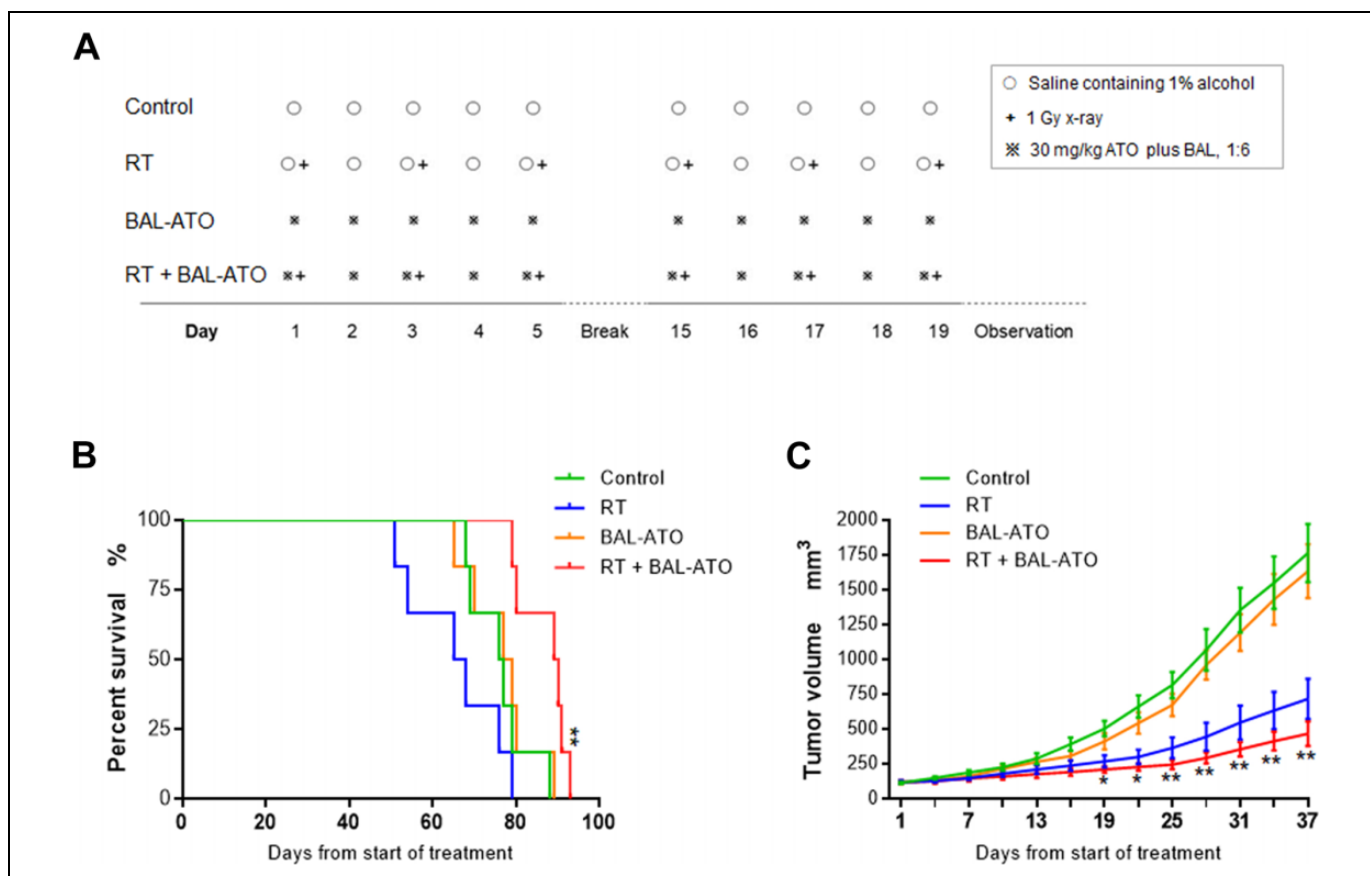 A
Control
RT
BAL-ATO
RT + BAL-ATO
Day 1 2 3 4 5 Break 15 16 17 18 19 Observation
○ Saline containing 1% alcohol
+ 1 Gy x-ray
※ 30 mg/kg ATO plus BAL, 1:6
B
Control
RT
BAL-ATO
RT + BAL-ATO
Percent survival %
100
75
50
25
0
**
0 20 40 60 80 100
Days from start of treatment
C
Control
RT
BAL-ATO
RT + BAL-ATO
Tumor volume mm³
2000
1750
1500
1250
1000
750
500
250
0
* * ** ** ** ** **
1 7 13 19 25 31 37
Days from start of treatment